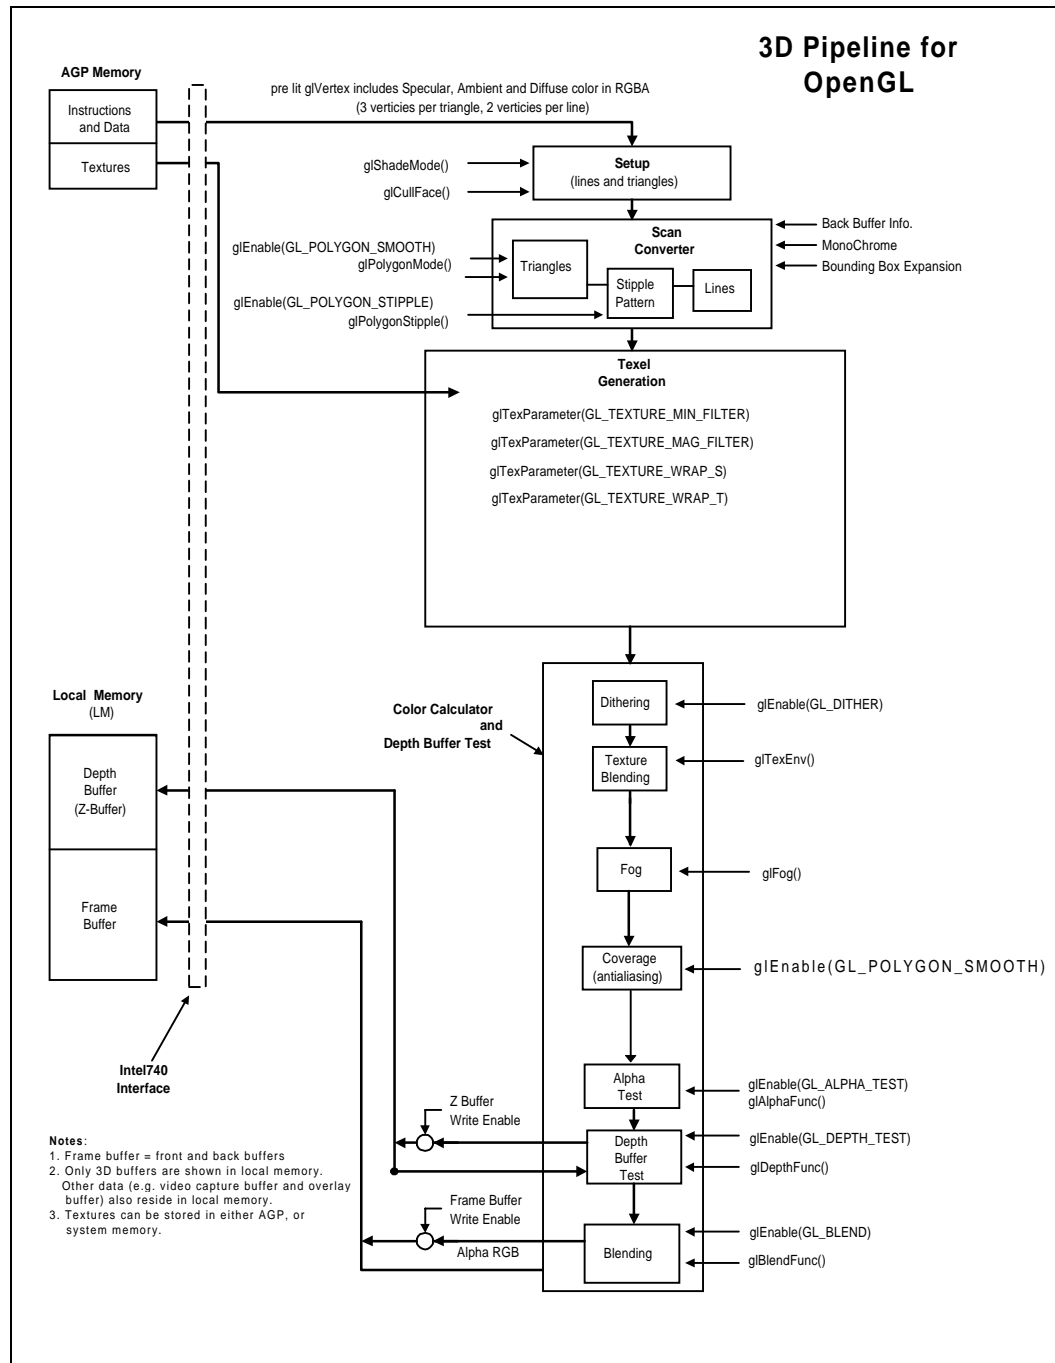 3D Pipeline for
OpenGL
AGP Memory
Instructions
and Data
Textures
pre lit glVertex includes Specular, Ambient and Diffuse color in RGBA
(3 verticies per triangle, 2 verticies per line)
glShadeMode()
glCullFace()
Setup
(lines and triangles)
Scan
Converter
glEnable(GL_POLYGON_SMOOTH)
glPolygonMode()
glEnable(GL_POLYGON_STIPPLE)
glPolygonStipple()
Triangles
Stipple
Pattern
Lines
Back Buffer Info.
MonoChrome
Bounding Box Expansion
Texel
Generation
glTexParameter(GL_TEXTURE_MIN_FILTER)
glTexParameter(GL_TEXTURE_MAG_FILTER)
glTexParameter(GL_TEXTURE_WRAP_S)
glTexParameter(GL_TEXTURE_WRAP_T)
Local Memory
(LM)
Depth
Buffer
(Z-Buffer)
Frame
Buffer
Color Calculator
and
Depth Buffer Test
Dithering
glEnable(GL_DITHER)
Texture
Blending
glTexEnv()
Fog
glFog()
Coverage
(antialiasing)
glEnable(GL_POLYGON_SMOOTH)
Intel740
Interface
Alpha
Test
glEnable(GL_ALPHA_TEST)
glAlphaFunc()
Z Buffer
Write Enable
Depth
Buffer
Test
glEnable(GL_DEPTH_TEST)
glDepthFunc()
Frame Buffer
Write Enable
Alpha RGB
Blending
glEnable(GL_BLEND)
glBlendFunc()
Notes:
1. Frame buffer = front and back buffers
2. Only 3D buffers are shown in local memory.
Other data (e.g. video capture buffer and overlay
buffer) also reside in local memory.
3. Textures can be stored in either AGP, or
system memory.